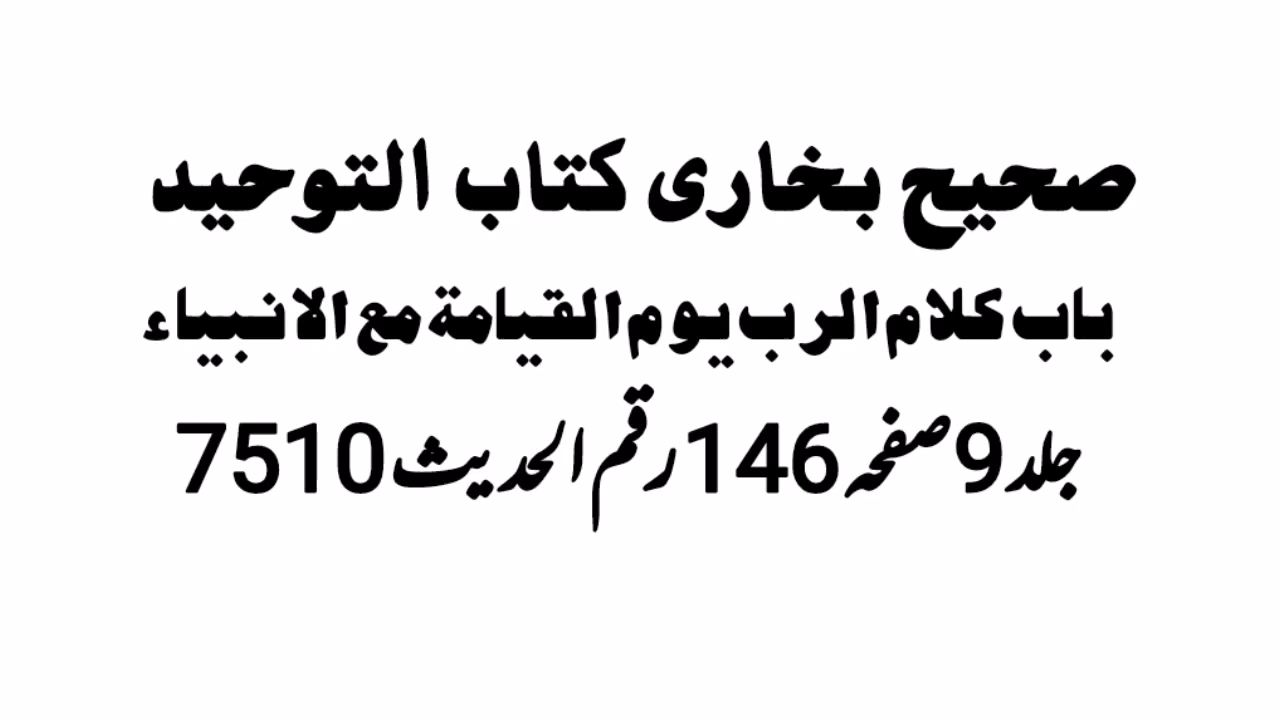 صحیح بخاری کتاب التوحید
باب کلام الرب یوم القیامة مع الانبیاء
جلد 9 صفحہ 146 رقم الحدیث 7510